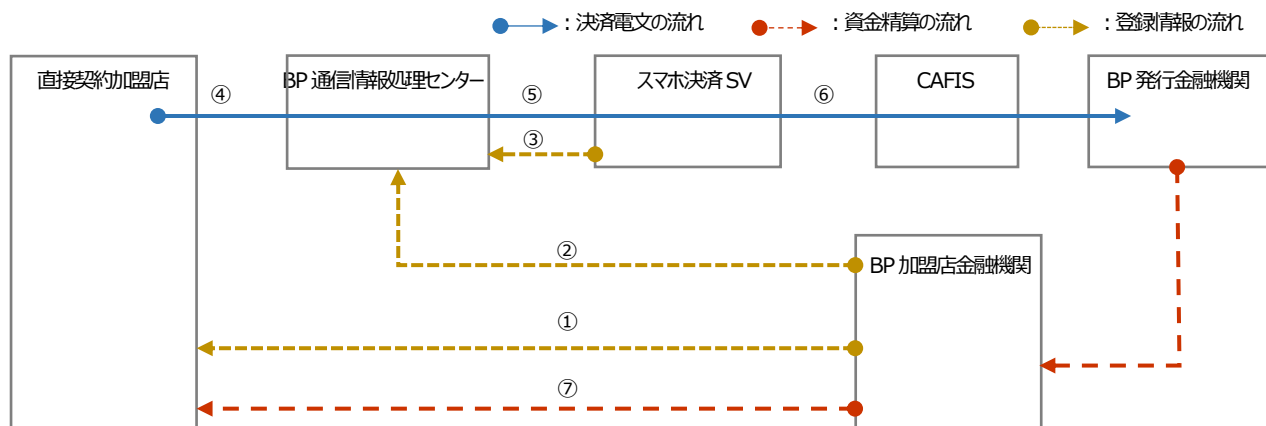 ：決済電文の流れ ：資金精算の流れ ：登録情報の流れ
直接契約加盟店 BP 通信情報処理センター スマホ決済 SV CAFIS BP 発行金融機関
④ ⑤ ⑥
③
②
BP 加盟店金融機関
①
⑦